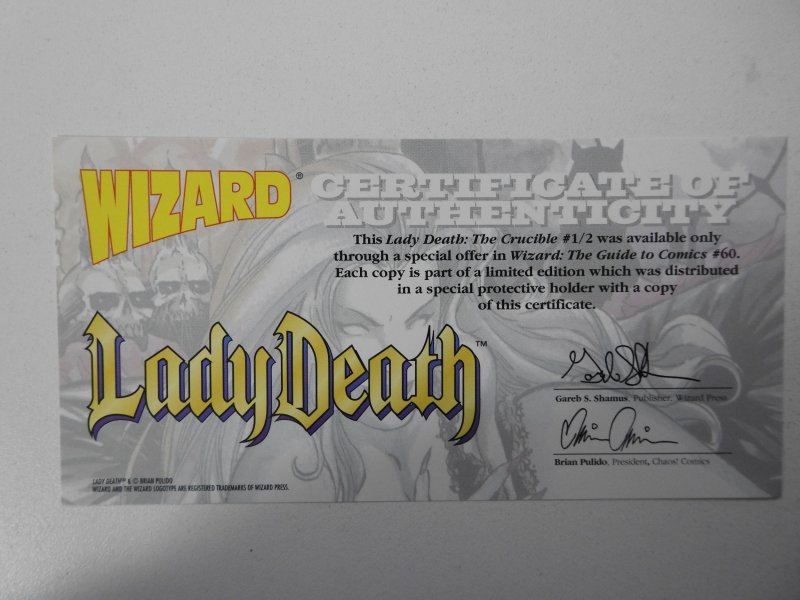 WIZARD®
CERTIFICATE OF
AUTHENTICITY
This Lady Death: The Crucible #1/2 was available only
through a special offer in Wizard: The Guide to Comics #60.
Each copy is part of a limited edition which was distributed
in a special protective holder with a copy
of this certificate.
Lady Death™
Gareb S. Shamus, Publisher, Wizard Press
Brian Pulido, President, Chaos! Comics
LADY DEATH™ & © BRIAN PULIDO
WIZARD AND THE WIZARD LOGOTYPE ARE REGISTERED TRADEMARKS OF WIZARD PRESS.